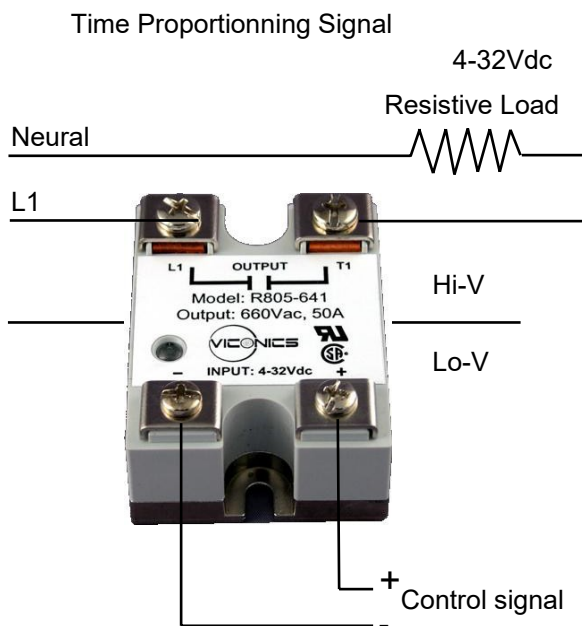 Time Proportionning Signal
4-32Vdc
Resistive Load
Neural
L1
L1 OUTPUT T1
Model: R805-641
Output: 660Vac, 50A
VICONICS
INPUT: 4-32Vdc
- +
Hi-V
Lo-V
+
Control signal
-